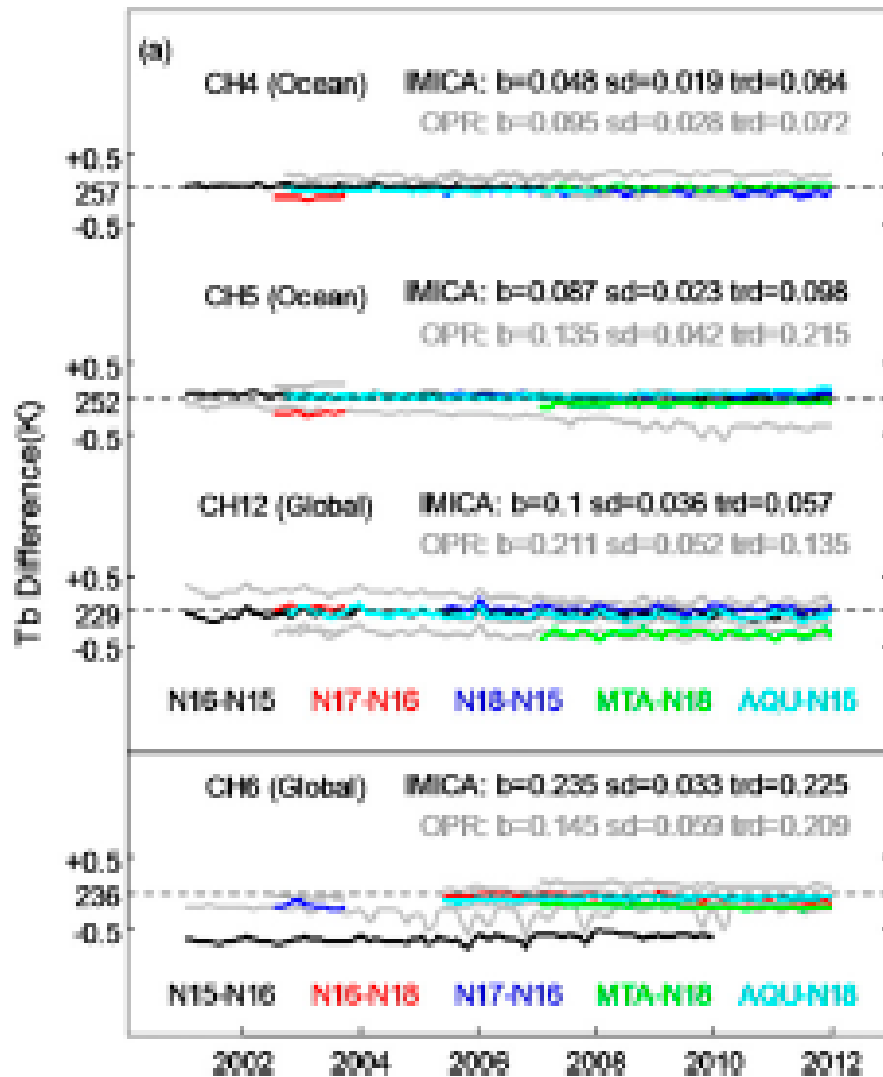 (a)
CH4 (Ocean) IMICA: b=0.048 sd=0.019 trd=0.064
OPR: b=0.095 sd=0.028 trd=0.072
+0.5
257
-0.5
CH5 (Ocean) IMICA: b=0.087 sd=0.023 trd=0.098
OPR: b=0.135 sd=0.042 trd=0.215
+0.5
252
-0.5
CH12 (Global) IMICA: b=0.1 sd=0.036 trd=0.057
OPR: b=0.211 sd=0.052 trd=0.135
+0.5
229
-0.5
N16-N15 N17-N16 N18-N15 MTA-N18 AQU-N15
CH6 (Global) IMICA: b=0.235 sd=0.033 trd=0.225
OPR: b=0.145 sd=0.059 trd=0.209
+0.5
236
-0.5
N15-N16 N16-N18 N17-N16 MTA-N18 AQU-N18
2002 2004 2006 2008 2010 2012
Tb Difference(K)